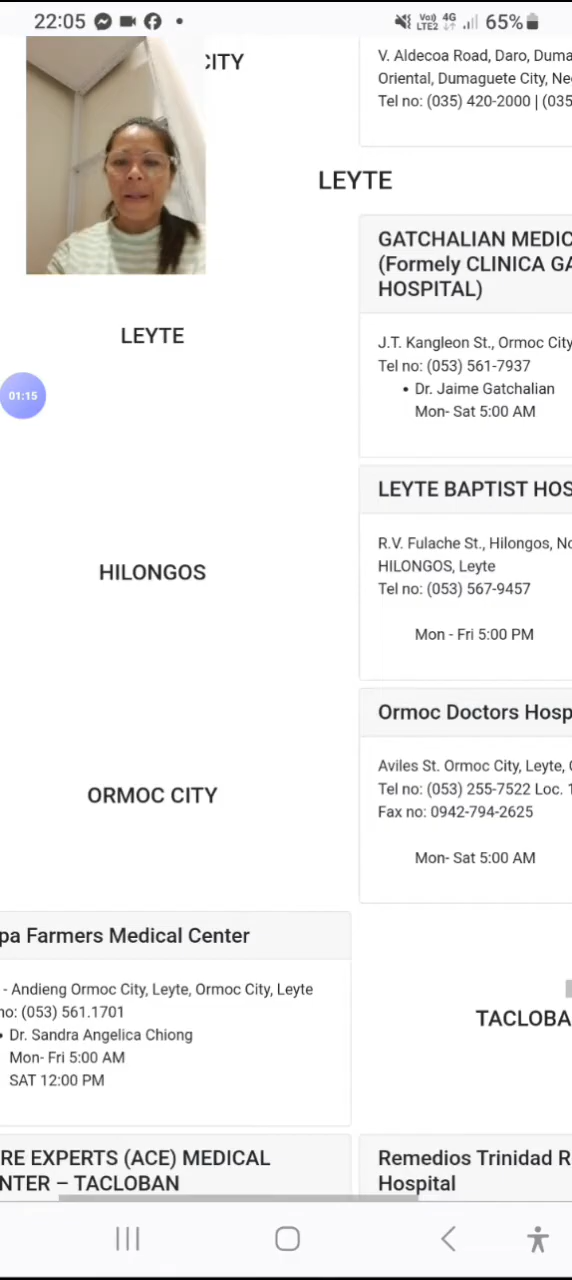 22:05
Vo)) 4G
LTE2
65%
CITY
V. Aldecoa Road, Daro, Duma
Oriental, Dumaguete City, Ne
Tel no: (035) 420-2000 | (035
LEYTE
GATCHALIAN MEDIC
(Formely CLINICA GA
HOSPITAL)
LEYTE
J.T. Kangleon St., Ormoc City
Tel no: (053) 561-7937
• Dr. Jaime Gatchalian
Mon- Sat 5:00 AM
01:15
LEYTE BAPTIST HOS
HILONGOS
R.V. Fulache St., Hilongos, No
HILONGOS, Leyte
Tel no: (053) 567-9457
Mon - Fri 5:00 PM
Ormoc Doctors Hosp
ORMOC CITY
Aviles St. Ormoc City, Leyte,
Tel no: (053) 255-7522 Loc. 1
Fax no: 0942-794-2625
Mon- Sat 5:00 AM
pa Farmers Medical Center
- Andieng Ormoc City, Leyte, Ormoc City, Leyte
no: (053) 561.1701
• Dr. Sandra Angelica Chiong
Mon- Fri 5:00 AM
SAT 12:00 PM
TACLOBA
RE EXPERTS (ACE) MEDICAL
NTER – TACLOBAN
Remedios Trinidad R
Hospital